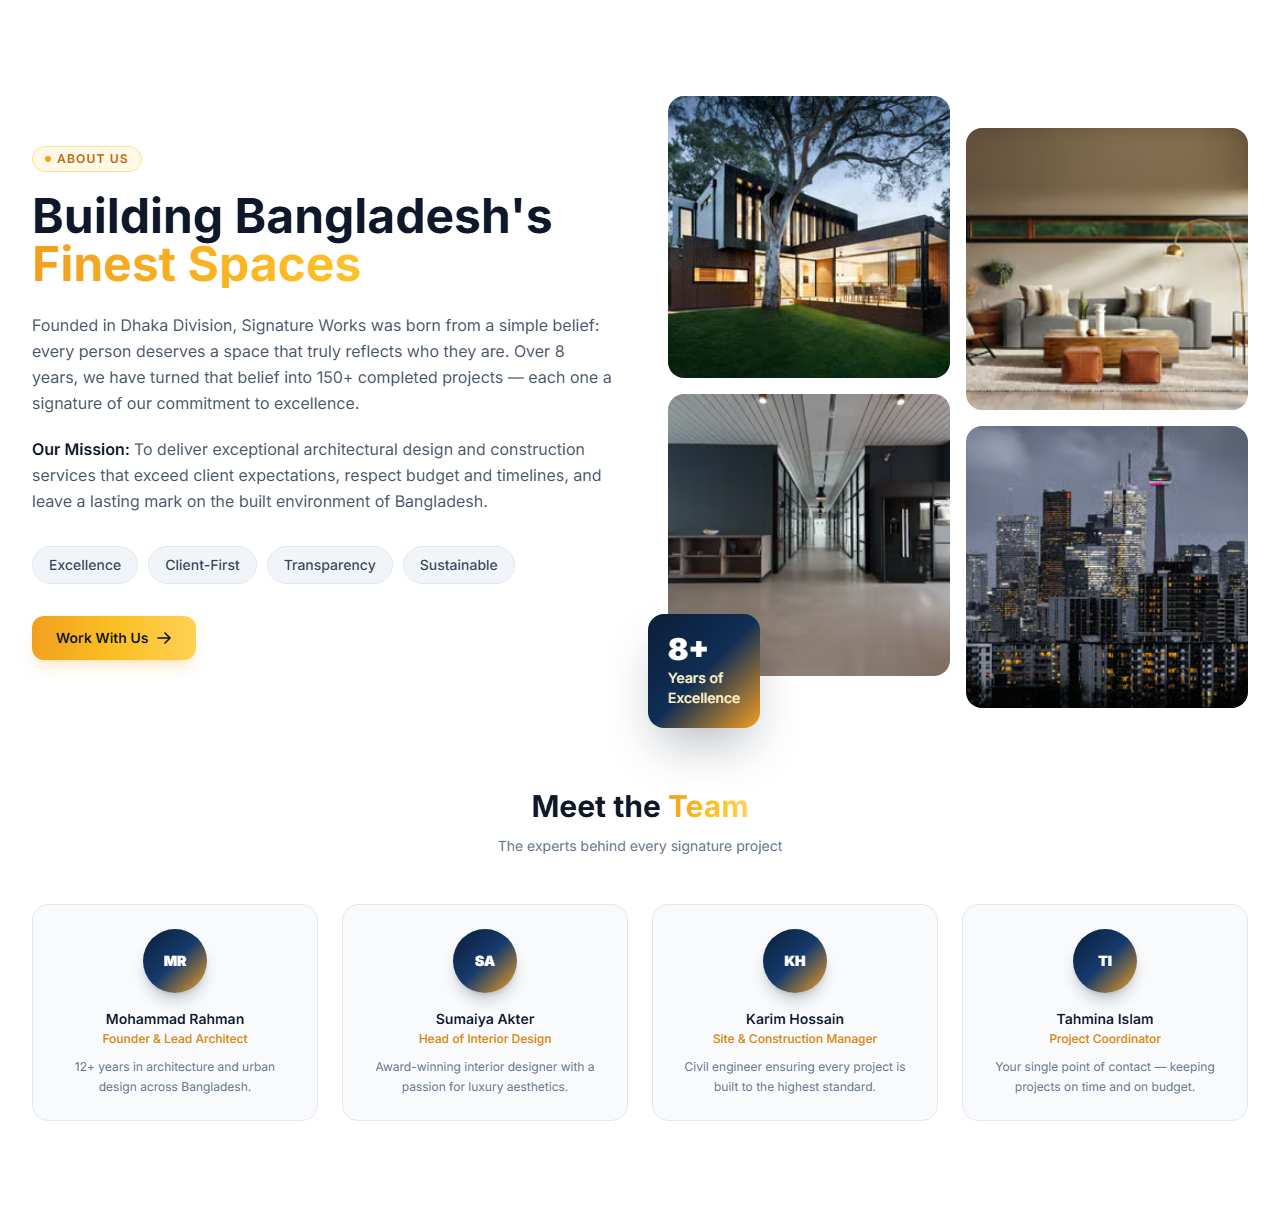 ABOUT US
Building Bangladesh's
Finest Spaces
Founded in Dhaka Division, Signature Works was born from a simple belief:
every person deserves a space that truly reflects who they are. Over 8
years, we have turned that belief into 150+ completed projects — each one a
signature of our commitment to excellence.
Our Mission: To deliver exceptional architectural design and construction
services that exceed client expectations, respect budget and timelines, and
leave a lasting mark on the built environment of Bangladesh.
Excellence
Client-First
Transparency
Sustainable
Work With Us
8+
Years of
Excellence
Meet the Team
The experts behind every signature project
MR
Mohammad Rahman
Founder & Lead Architect
12+ years in architecture and urban
design across Bangladesh.
SA
Sumaiya Akter
Head of Interior Design
Award-winning interior designer with a
passion for luxury aesthetics.
KH
Karim Hossain
Site & Construction Manager
Civil engineer ensuring every project is
built to the highest standard.
TI
Tahmina Islam
Project Coordinator
Your single point of contact — keeping
projects on time and on budget.